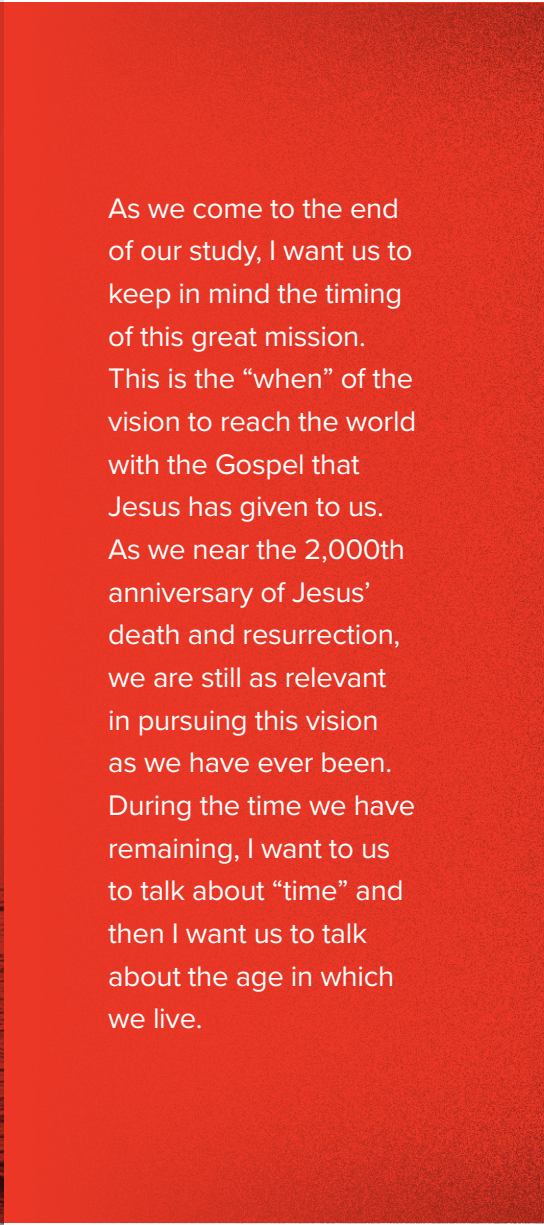 As we come to the end
of our study, I want us to
keep in mind the timing
of this great mission.
This is the “when” of the
vision to reach the world
with the Gospel that
Jesus has given to us.
As we near the 2,000th
anniversary of Jesus’
death and resurrection,
we are still as relevant
in pursuing this vision
as we have ever been.
During the time we have
remaining, I want to us
to talk about “time” and
then I want us to talk
about the age in which
we live.